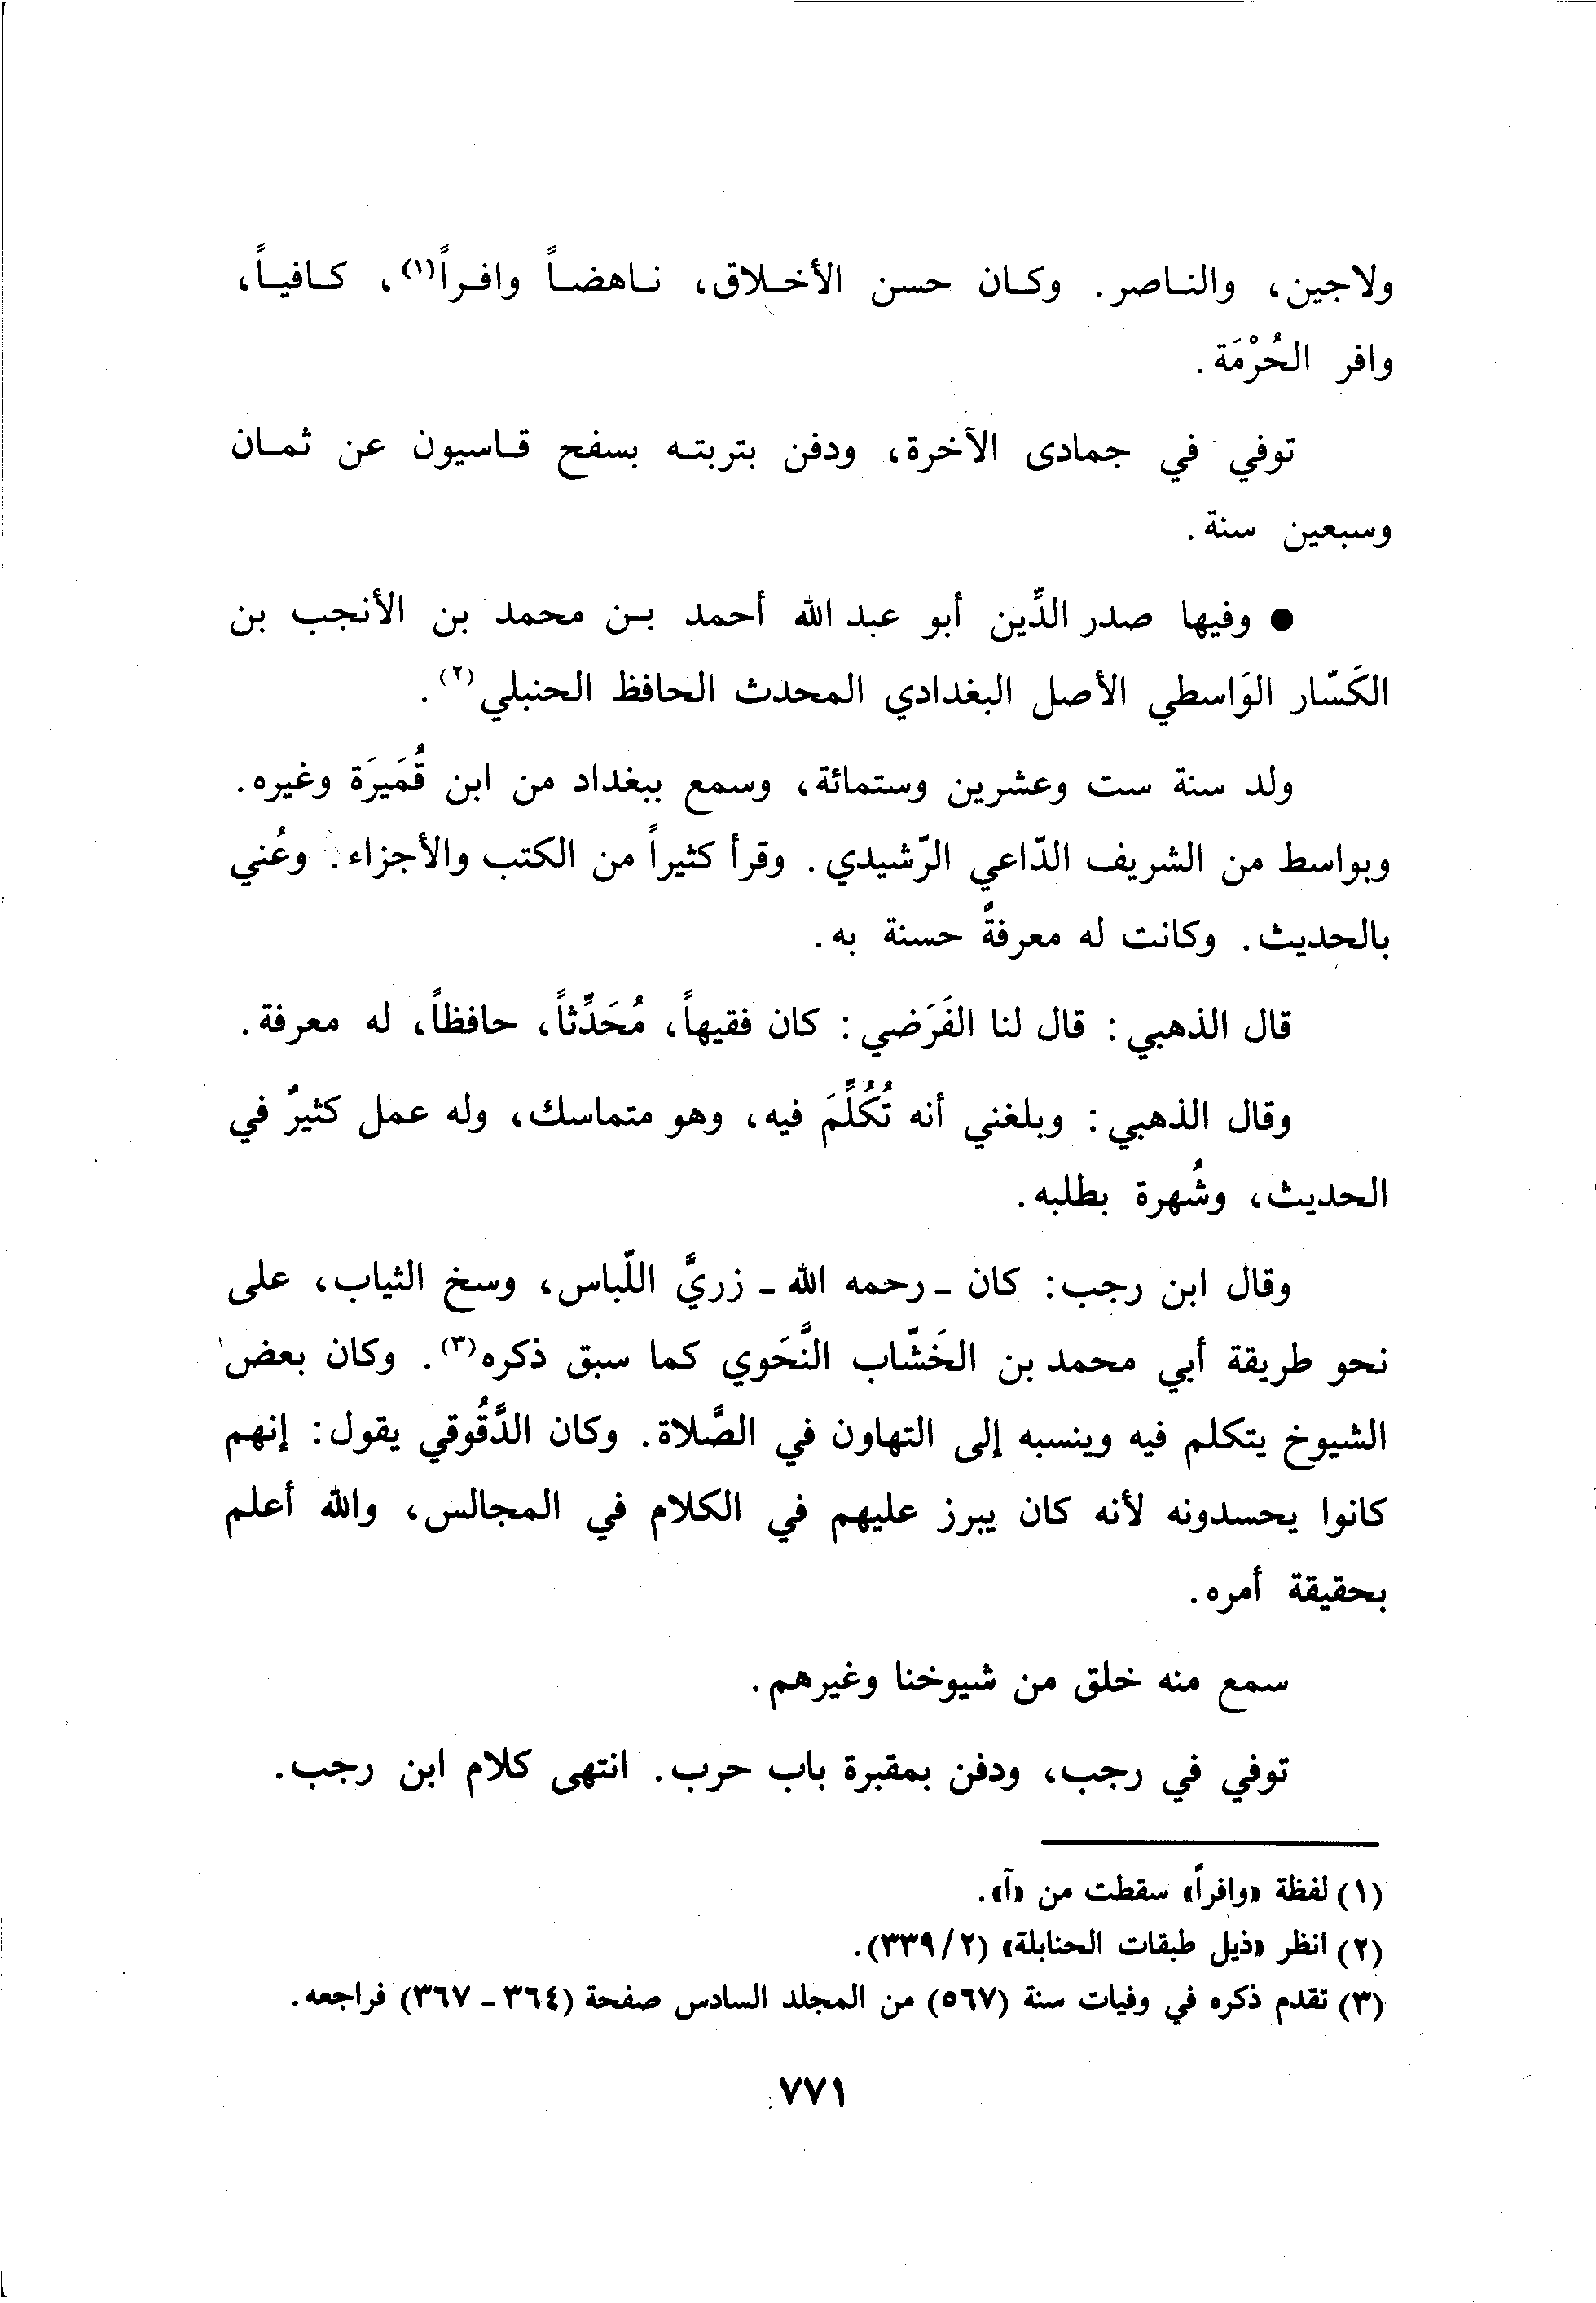 ولاجين، والناصر. وكان حسن الأخلاق، ناهضاً وافراً(١)، كافياً،
وافر الحُرْمَة.
توفي في جمادى الآخرة، ودفن بتربته بسفح قاسيون عن ثمان
وسبعين سنة.
● وفيها صدر الدِّين أبو عبد الله أحمد بن محمد بن الأنجب بن
الكَسّار الوَاسطي الأصل البغدادي المحدث الحافظ الحنبلي(٢).
ولد سنة ست وعشرين وستمائة، وسمع ببغداد من ابن قُمَيرَة وغيره.
وبواسط من الشريف الدّاعي الرّشيدي. وقرأ كثيراً من الكتب والأجزاء. وعُني
بالحديث. وكانت له معرفةٌ حسنة به.
قال الذهبي: قال لنا الفَرَضي: كان فقيهاً، مُحَدِّثاً، حافظاً، له معرفة.
وقال الذهبي: وبلغني أنه تُكُلِّمَ فيه، وهو متماسك، وله عمل كثيرٌ في
الحديث، وشُهرة بطلبه.
وقال ابن رجب: كان ـ رحمه الله ـ زريَّ اللّباس، وسخ الثياب، على
نحو طريقة أبي محمد بن الخَشّاب النَّحَوي كما سبق ذكره(٣). وكان بعض
الشيوخ يتكلم فيه وينسبه إلى التهاون في الصَّلاة. وكان الدَّقُوقي يقول: إنهم
كانوا يحسدونه لأنه كان يبرز عليهم في الكلام في المجالس، والله أعلم
بحقيقة أمره.
سمع منه خلق من شيوخنا وغيرهم.
توفي في رجب، ودفن بمقبرة باب حرب. انتهى كلام ابن رجب.
(١) لفظة «وافراً» سقطت من «آ».
(٢) انظر «ذيل طبقات الحنابلة» (٢/ ٣٣٩).
(٣) تقدم ذكره في وفيات سنة (٥٦٧) من المجلد السادس صفحة (٣٦٤ ـ ٣٦٧) فراجعه.
٧٧١